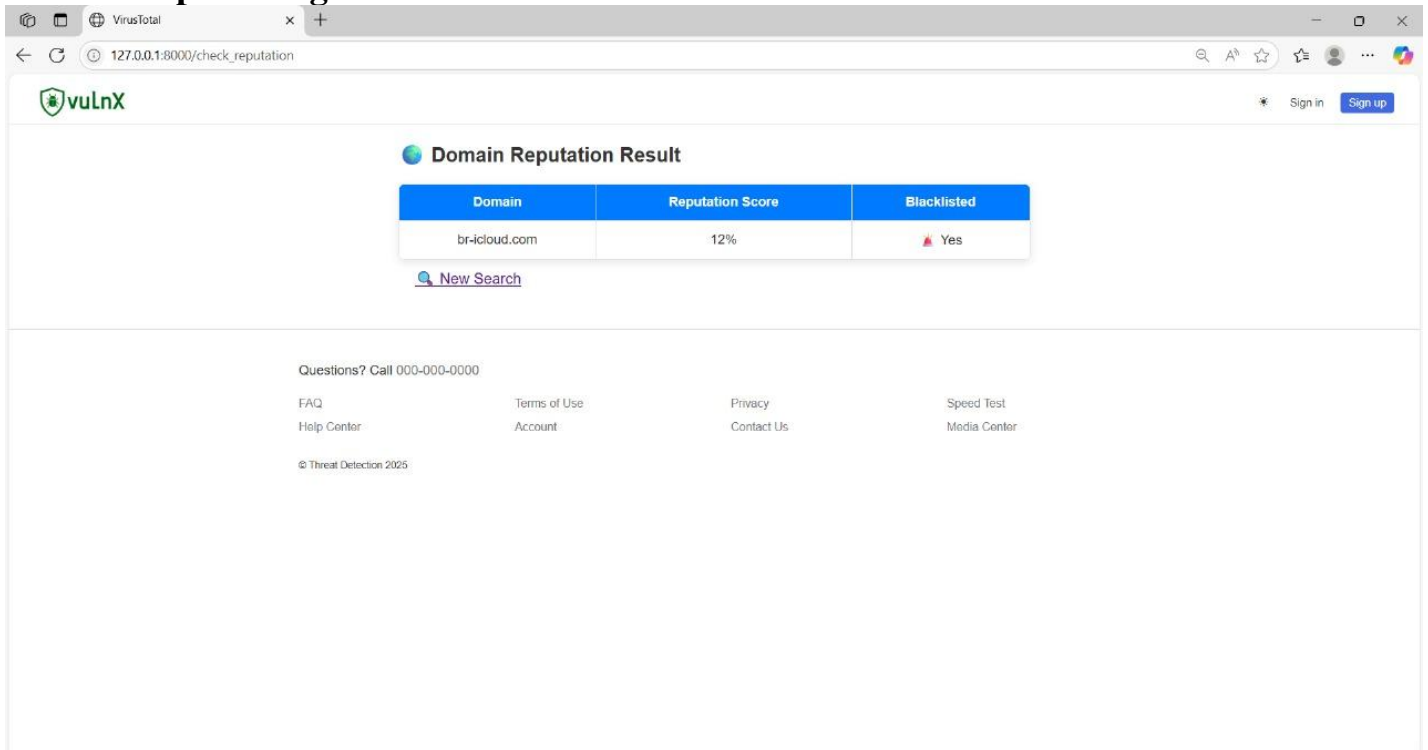 VirusTotal
127.0.0.1:8000/check_reputation
vulnX
Sign in Sign up
Domain Reputation Result
Domain Reputation Score Blacklisted
br-icloud.com 12% Yes
New Search
Questions? Call 000-000-0000
FAQ Terms of Use Privacy Speed Test
Help Center Account Contact Us Media Center
© Threat Detection 2025